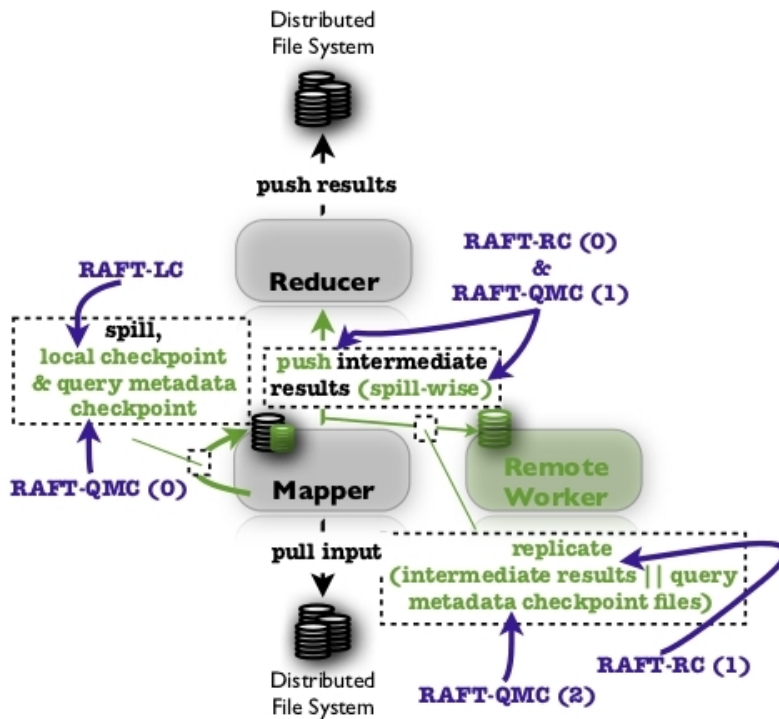 Distributed
File System
push results
Reducer
RAFT-RC (0)
&
RAFT-QMC (1)
RAFT-LC
spill,
local checkpoint
& query metadata
checkpoint
push intermediate
results (spill-wise)
RAFT-QMC (0)
Mapper
Remote
Worker
pull input
replicate
(intermediate results || query
metadata checkpoint files)
RAFT-RC (1)
RAFT-QMC (2)
Distributed
File System